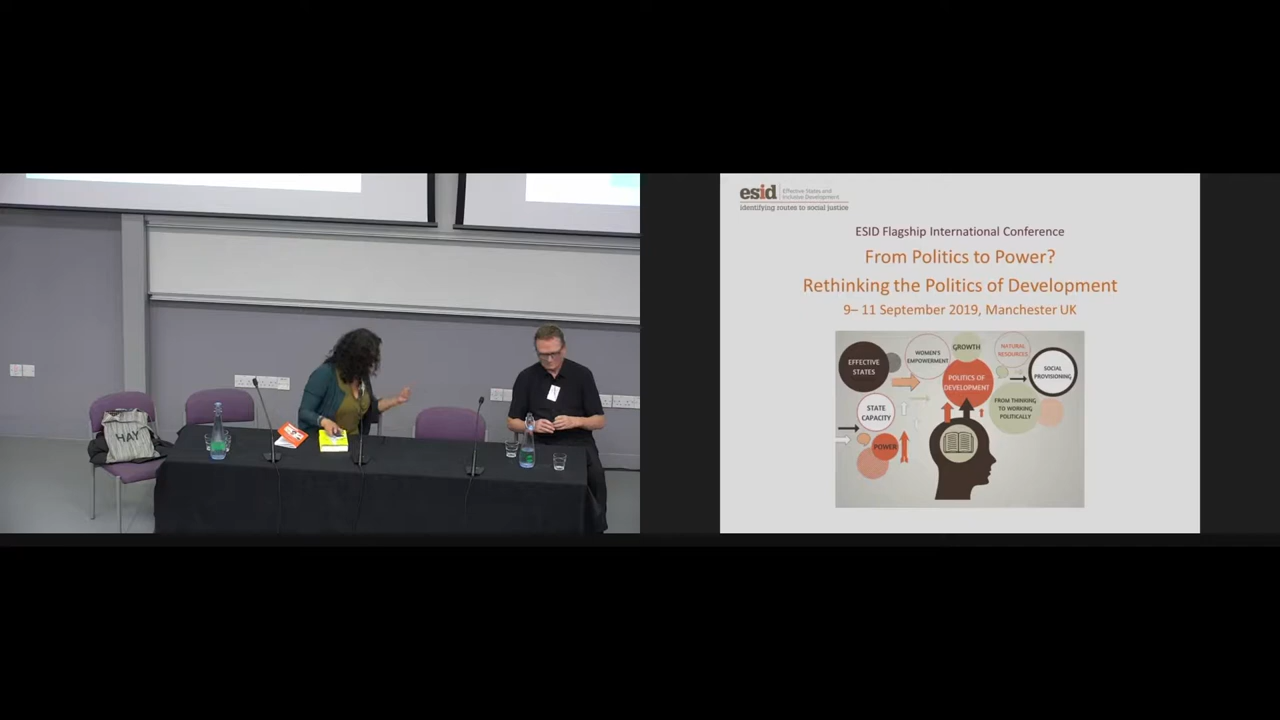 HAY
esid
Effective States and
Inclusive Development
identifying routes to social justice
ESID Flagship International Conference
From Politics to Power?
Rethinking the Politics of Development
9– 11 September 2019, Manchester UK
EFFECTIVE
STATES
WOMEN'S
EMPOWERMENT
GROWTH
NATURAL
RESOURCES
SOCIAL
PROVISIONING
POLITICS OF
DEVELOPMENT
STATE
CAPACITY
FROM THINKING
TO WORKING
POLITICALLY
POWER